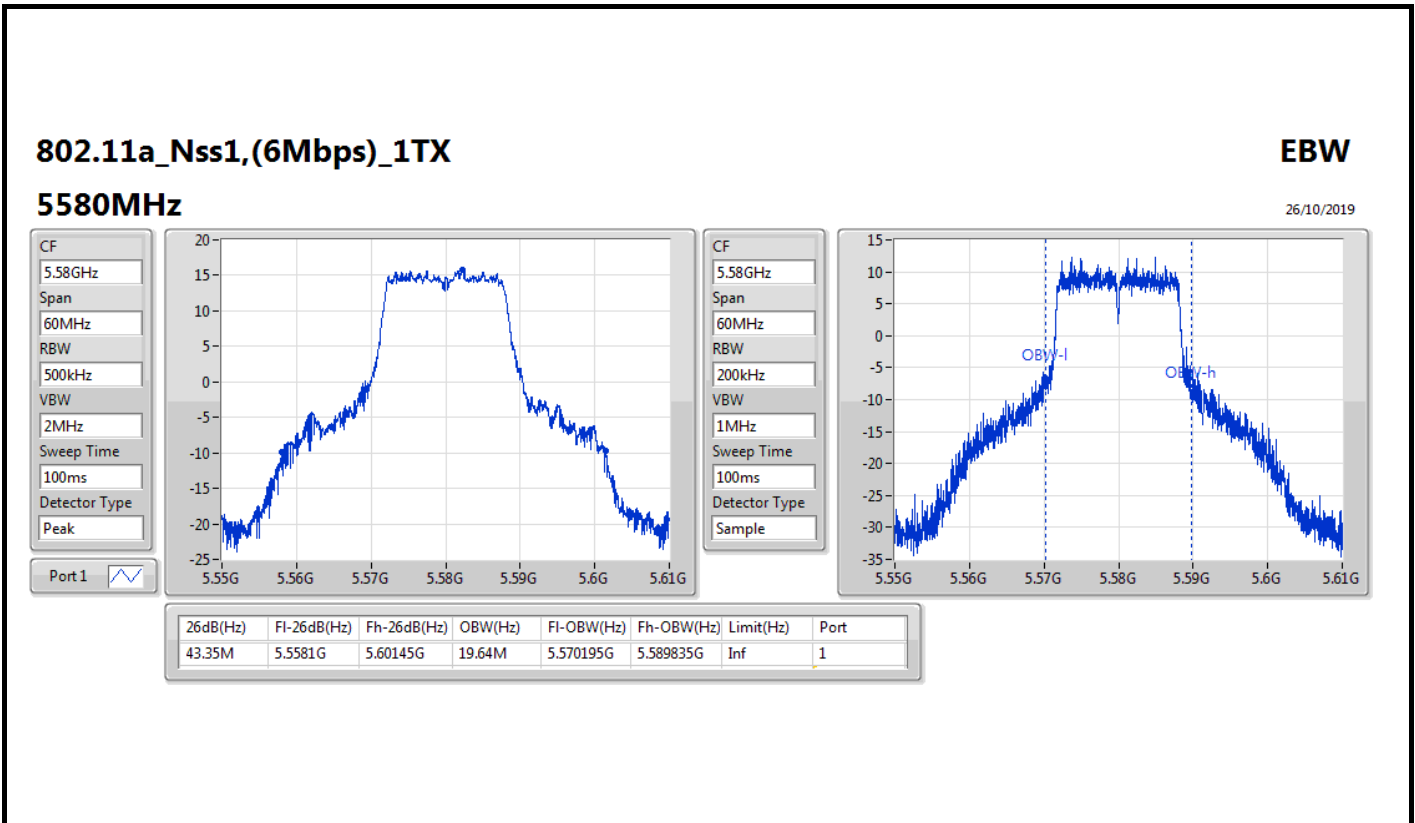 802.11a_Nss1,(6Mbps)_1TX
EBW
5580MHz
26/10/2019
CF
5.58GHz
Span
60MHz
RBW
500kHz
VBW
2MHz
Sweep Time
100ms
Detector Type
Peak
Port 1
20
15
10
5
0
-5
-10
-15
-20
-25
5.55G 5.56G 5.57G 5.58G 5.59G 5.6G 5.61G
CF
5.58GHz
Span
60MHz
RBW
200kHz
VBW
1MHz
Sweep Time
100ms
Detector Type
Sample
15
10
5
0
-5
-10
-15
-20
-25
-30
-35
OBW-l
OBW-h
5.55G 5.56G 5.57G 5.58G 5.59G 5.6G 5.61G
26dB(Hz) Fl-26dB(Hz) Fh-26dB(Hz) OBW(Hz) Fl-OBW(Hz) Fh-OBW(Hz) Limit(Hz) Port
43.35M 5.5581G 5.60145G 19.64M 5.570195G 5.589835G Inf 1